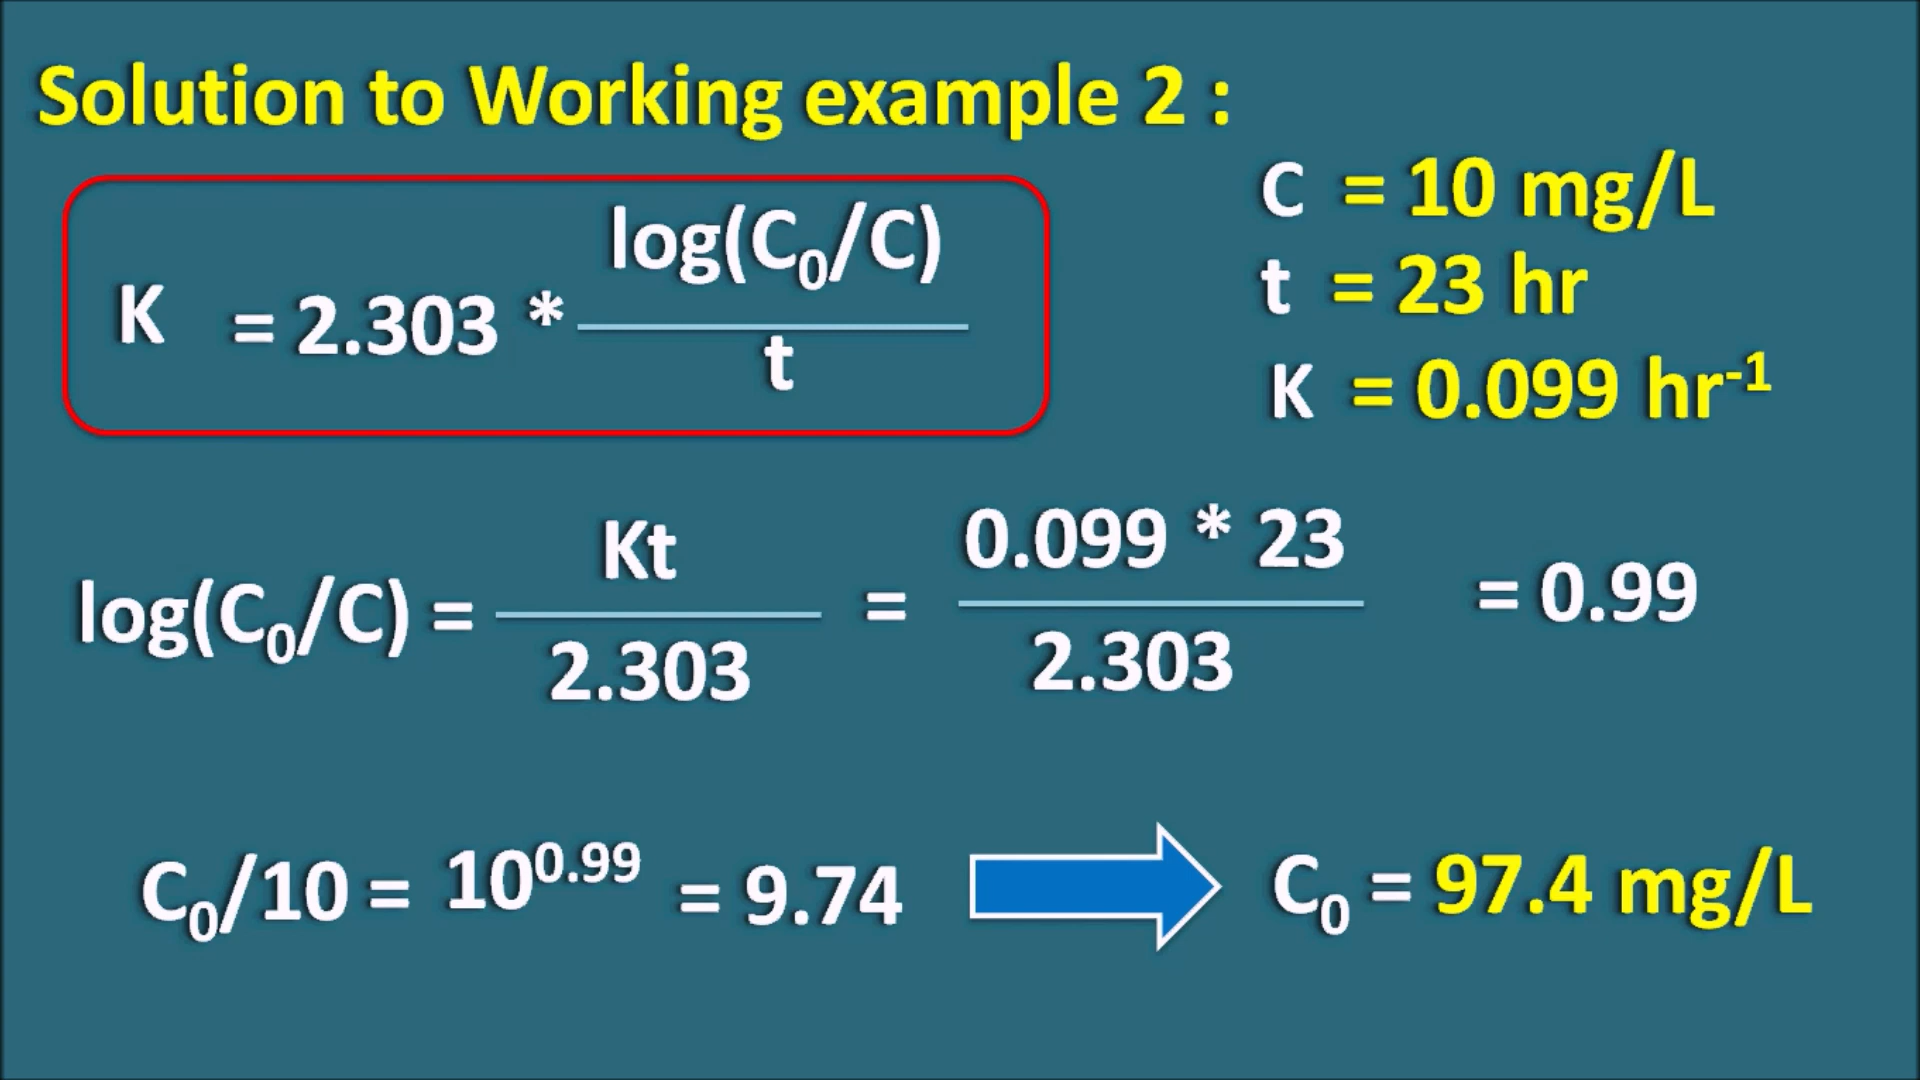 Solution to Working example 2 :
K = 2.303 * log(C₀/C) / t
C = 10 mg/L
t = 23 hr
K = 0.099 hr⁻¹
log(C₀/C) = Kt / 2.303 = 0.099 * 23 / 2.303 = 0.99
C₀/10 = 10⁰·⁹⁹ = 9.74
C₀ = 97.4 mg/L